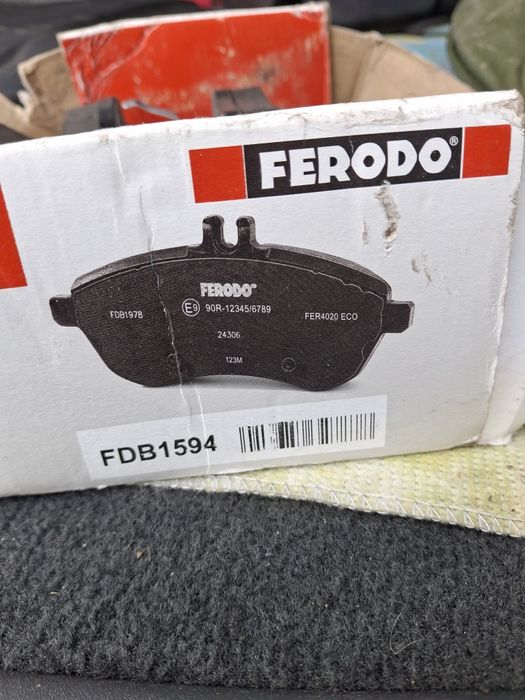 FERODO®
FERODO®
FDB1978
E9 90R-12345/6789
FER4020 ECO
24306
123M
FDB1594